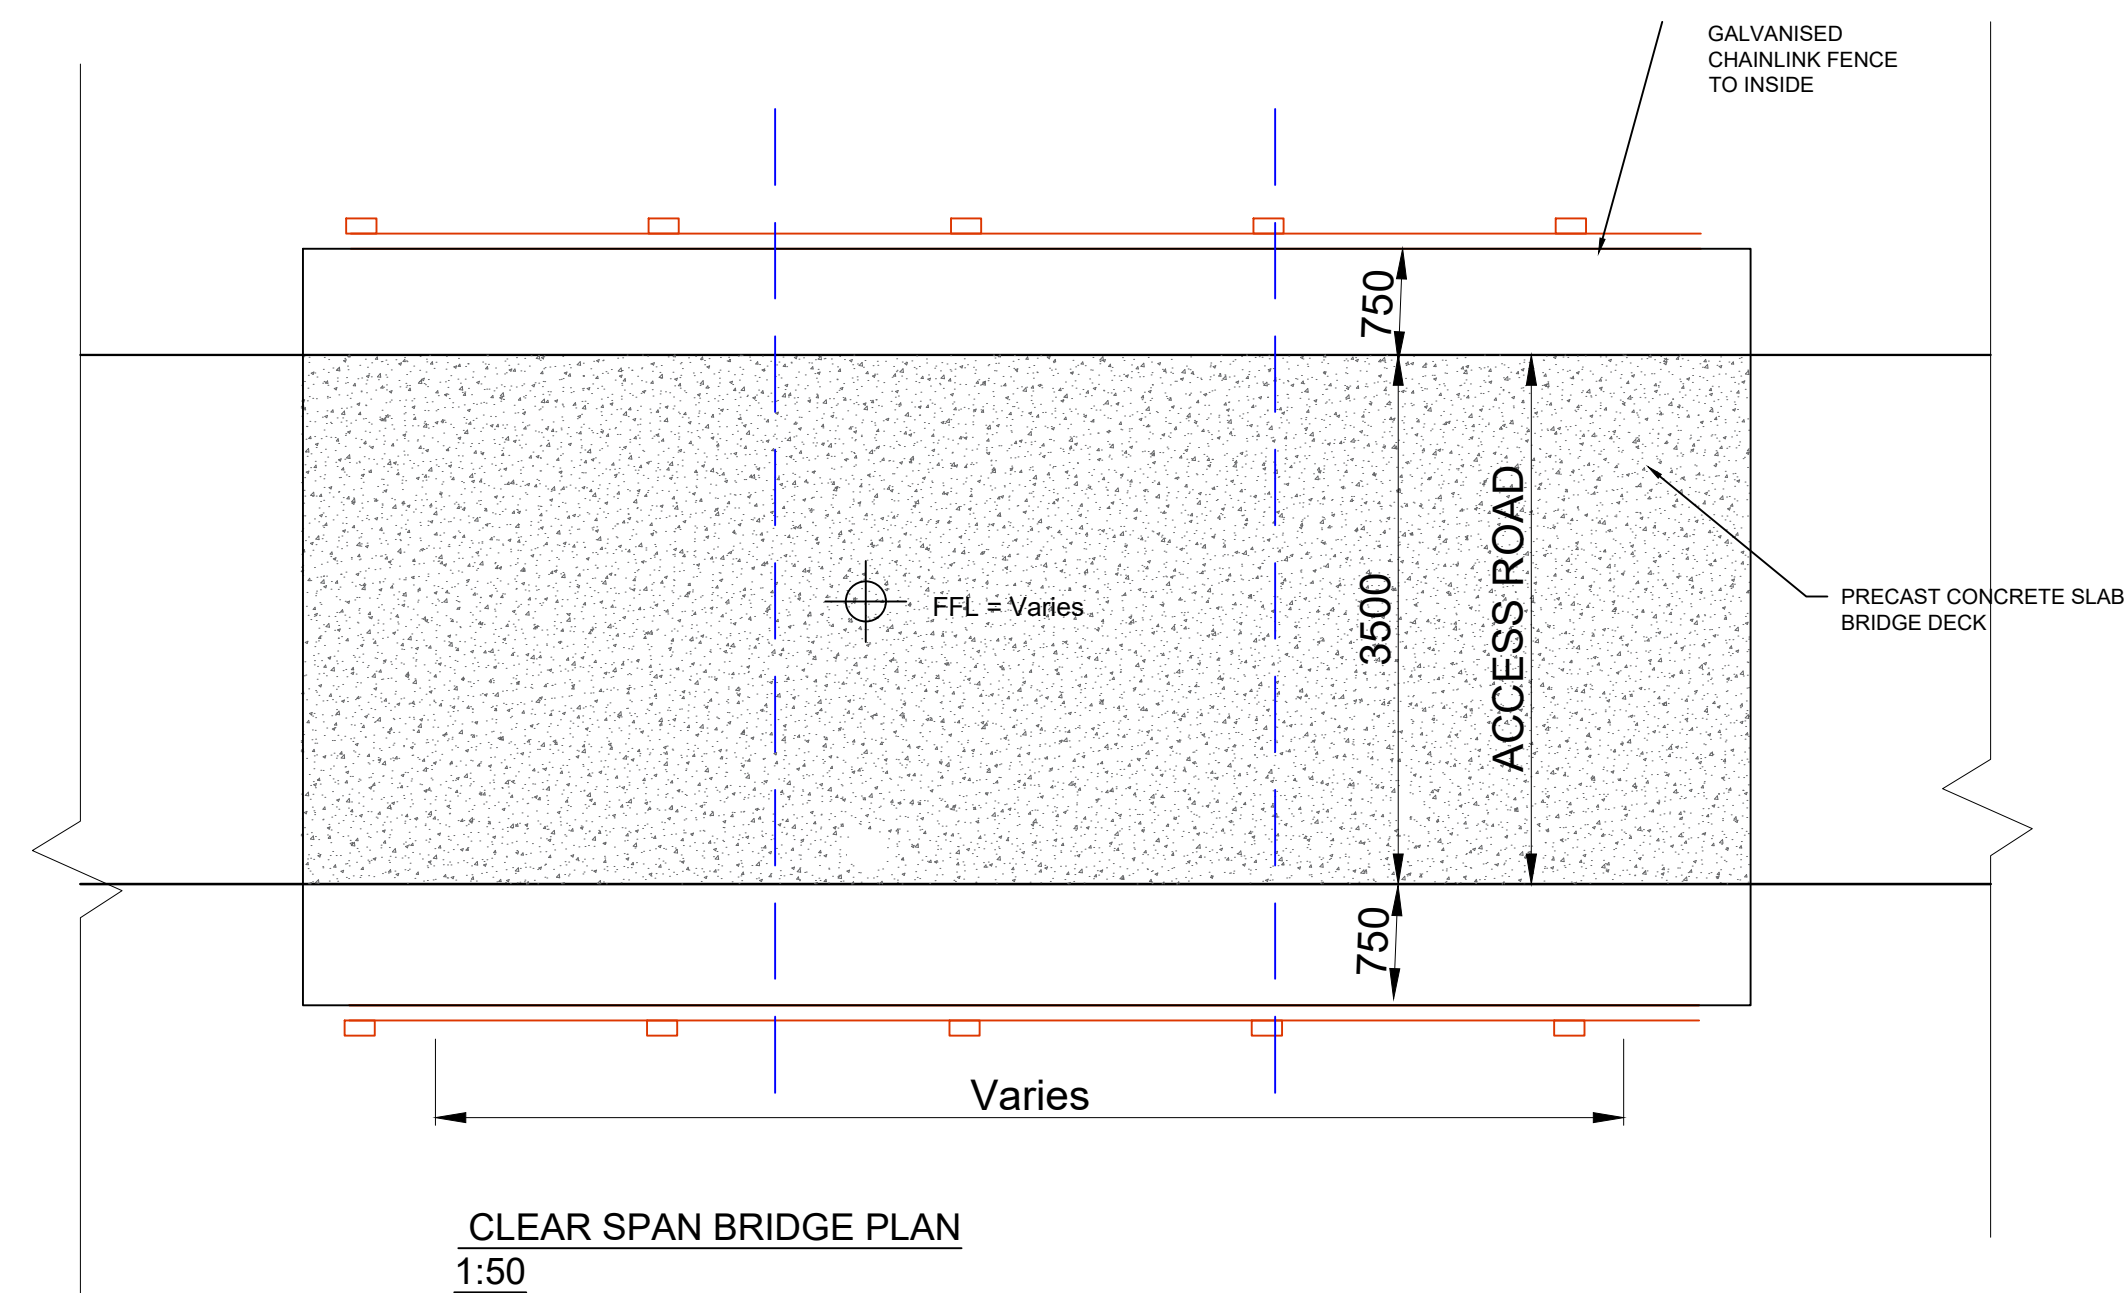 GALVANISED
CHAINLINK FENCE
TO INSIDE
750
3500
ACCESS ROAD
FFL = Varies
PRECAST CONCRETE SLAB
BRIDGE DECK
750
Varies
CLEAR SPAN BRIDGE PLAN
1:50